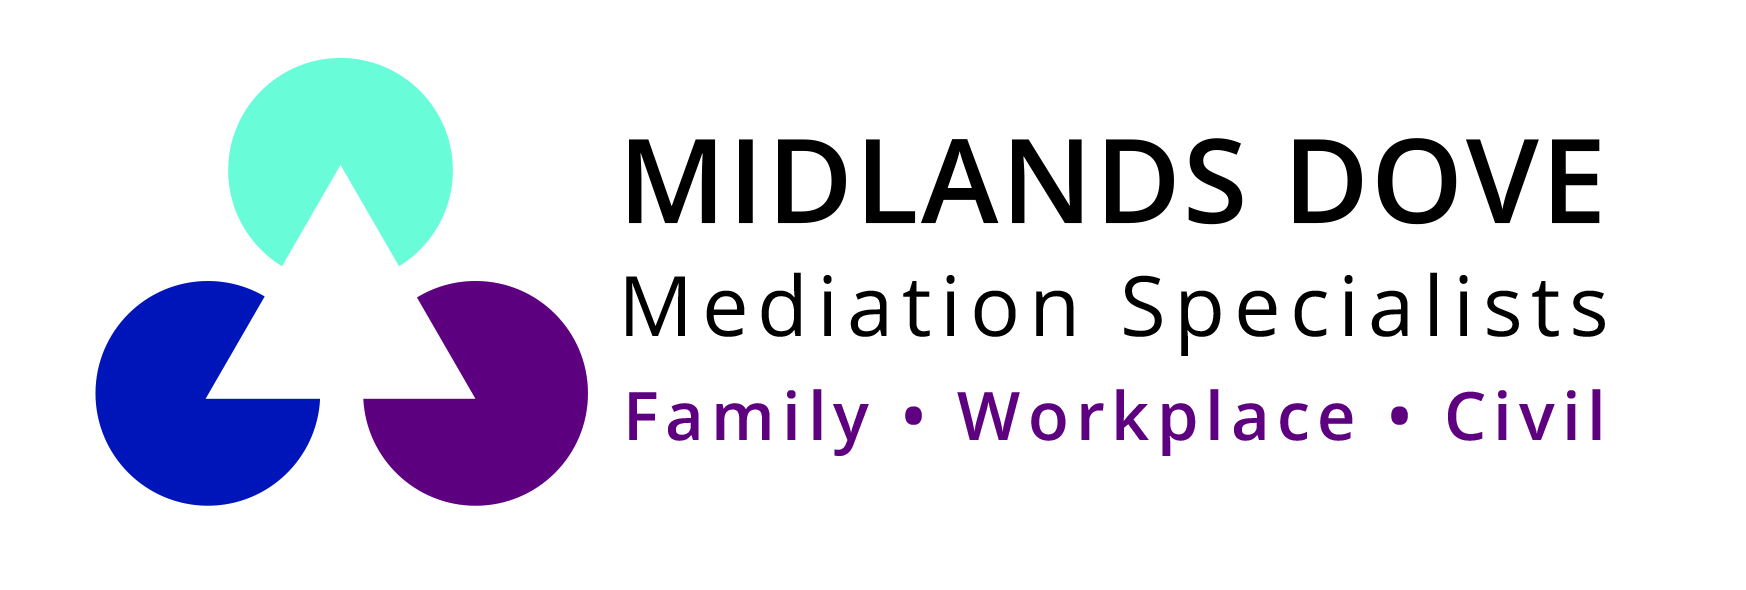 MIDLANDS DOVE
Mediation Specialists
Family • Workplace • Civil